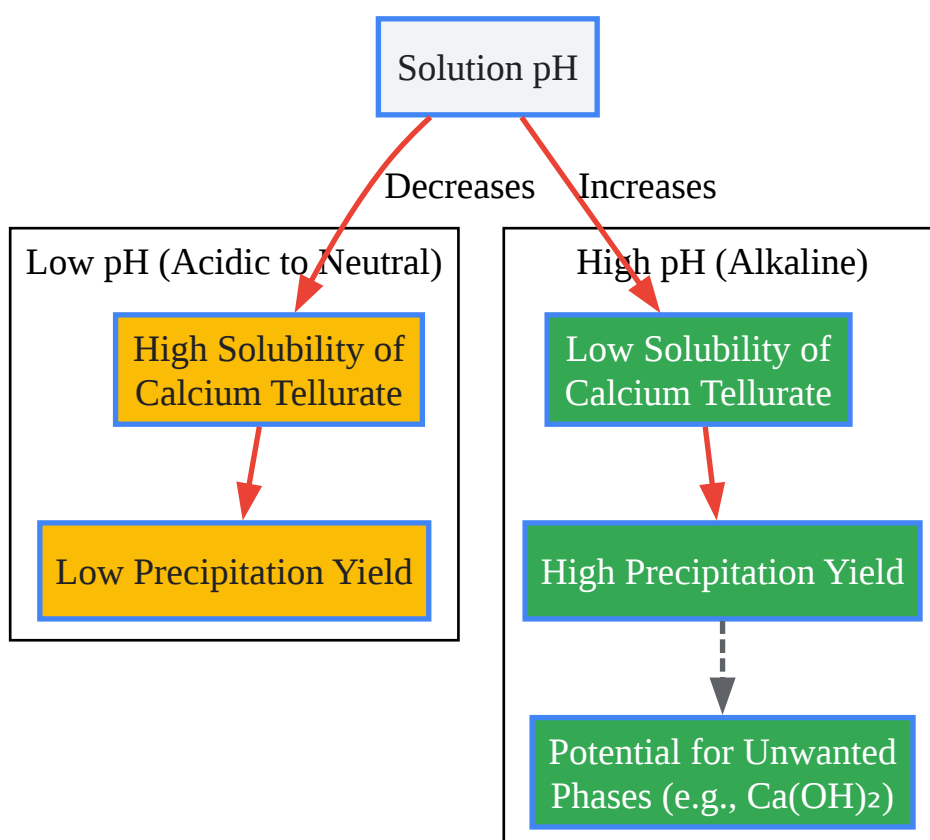 Solution pH
Decreases
Increases
Low pH (Acidic to Neutral)
High Solubility of
Calcium Tellurate
Low Precipitation Yield
High pH (Alkaline)
Low Solubility of
Calcium Tellurate
High Precipitation Yield
Potential for Unwanted
Phases (e.g., Ca(OH)₂)